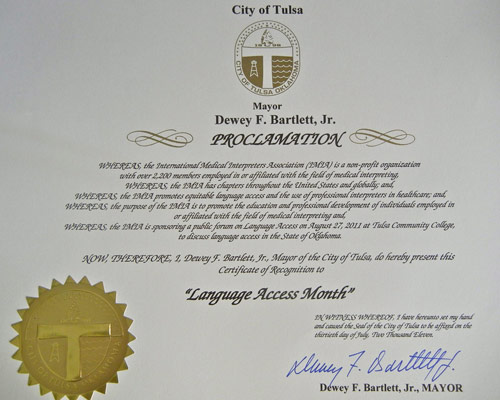 City of Tulsa
1898
CITY OF TULSA OKLAHOMA
Mayor
Dewey F. Bartlett, Jr.
PROCLAMATION
WHEREAS, the International Medical Interpreters Association (IMIA) is a non-profit organization
with over 2,200 members employed in or affiliated with the field of medical interpreting,
WHEREAS, the IMIA has chapters throughout the United States and globally; and,
WHEREAS, the IMIA promotes equitable language access and the use of professional interpreters in healthcare; and,
WHEREAS, the purpose of the IMIA is to promote the education and professional development of individuals employed in
or affiliated with the field of medical interpreting and,
WHEREAS, the IMIA is sponsoring a public forum on Language Access on August 27, 2011 at Tulsa Community College,
to discuss language access in the State of Oklahoma.
NOW, THEREFORE, I, Dewey F. Bartlett, Jr., Mayor of the City of Tulsa, do hereby present this
Certificate of Recognition to
"Language Access Month"
IN WITNESS WHEREOF, I have hereunto set my hand
and caused the Seal of the City of Tulsa to be affixed on the
thirtieth day of July, Two Thousand Eleven.
Dewey F. Bartlett Jr.
Dewey F. Bartlett, Jr., MAYOR
T